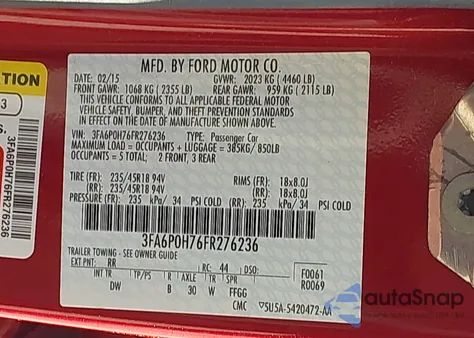 MFD. BY FORD MOTOR CO.
DATE: 02/15 GVWR: 2023 KG ( 4460 LB)
FRONT GAWR: 1068 KG ( 2355 LB) REAR GAWR: 959 KG ( 2115 LB)
THIS VEHICLE CONFORMS TO ALL APPLICABLE FEDERAL MOTOR
VEHICLE SAFETY, BUMPER, AND THEFT PREVENTION STANDARDS
IN EFFECT ON THE DATE OF MANUFACTURE SHOWN ABOVE.
VIN: 3FA6P0H76FR276236 TYPE: Passenger Car
MAXIMUM LOAD = OCCUPANTS + LUGGAGE = 385KG/ 850LB
OCCUPANTS = 5 TOTAL; 2 FRONT, 3 REAR
TIRE (FR): 235/45R18 94V RIMS (FR): 18x8.0J
(RR): 235/45R18 94V (RR): 18x8.0J
PRESSURE (FR): 235 kPa/ 34 PSI COLD (RR): 235 kPa/ 34 PSI COLD
3FA6P0H76FR276236
TIRE CHANGING - SEE OWNER GUIDE
EXT PNT: RR RC: 44 DSO: F0061
INT TR TP/PS R AXLE TR SPR R0069
DW B 30 W FFGG
CMC 5U5A-5420472-AA
TION
3
S.
3FA6P0H76FR276236
autoSnap